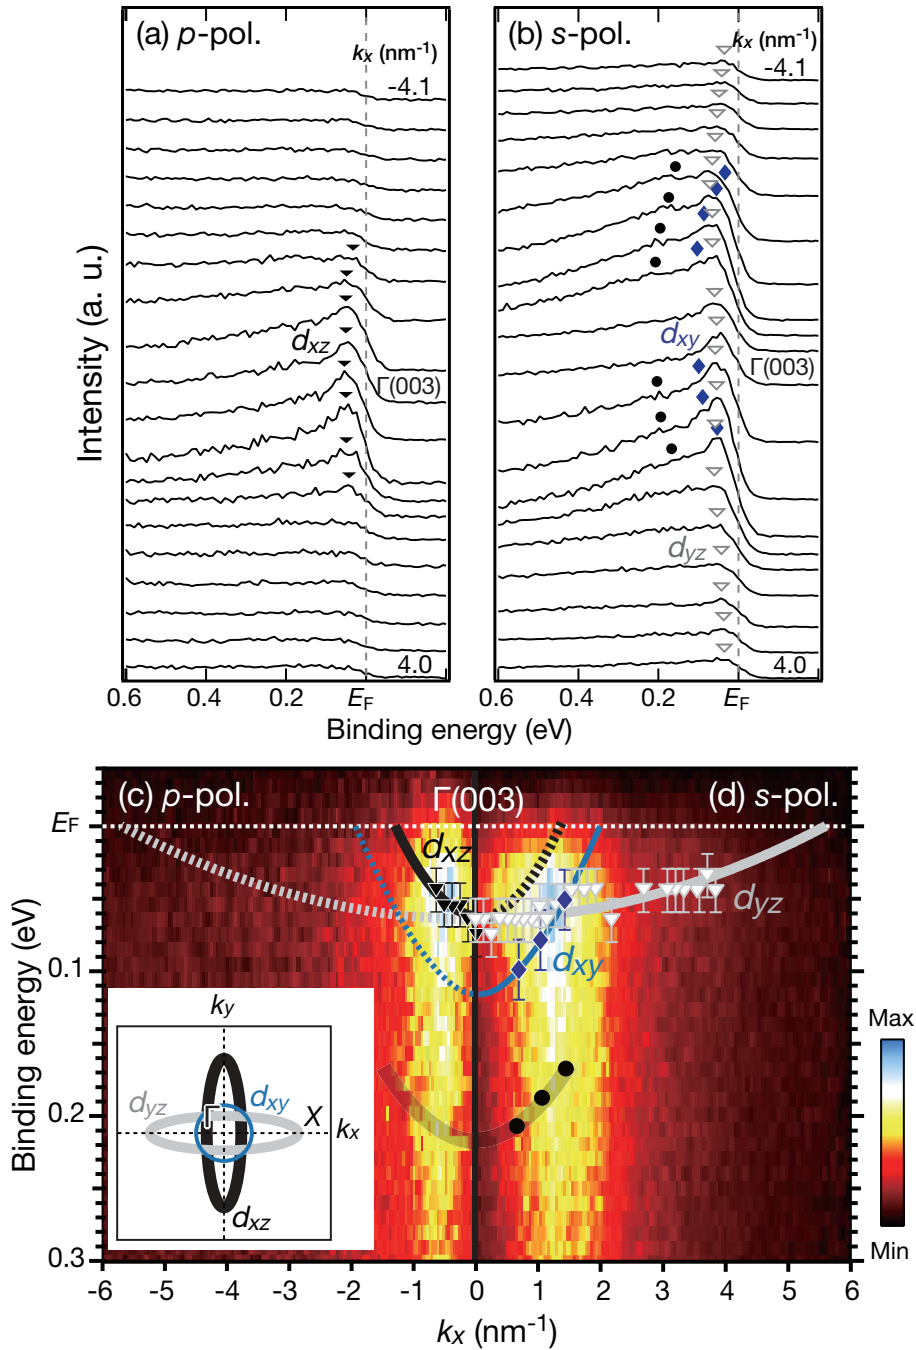 (a) p-pol.
kx (nm-1)
-4.1
dxz
Γ(003)
4.0
0.6 0.4 0.2 EF
(b) s-pol.
kx (nm-1)
-4.1
dxy
Γ(003)
dyz
4.0
0.6 0.4 0.2 EF
Intensity (a. u.)
Binding energy (eV)
(c) p-pol.
Γ(003)
(d) s-pol.
EF
dxz
dyz
dxy
0.1
0.2
0.3
Binding energy (eV)
ky
dyz
dxy
X
kx
dxz
Max
Min
-6 -5 -4 -3 -2 -1 0 1 2 3 4 5 6
kx (nm-1)